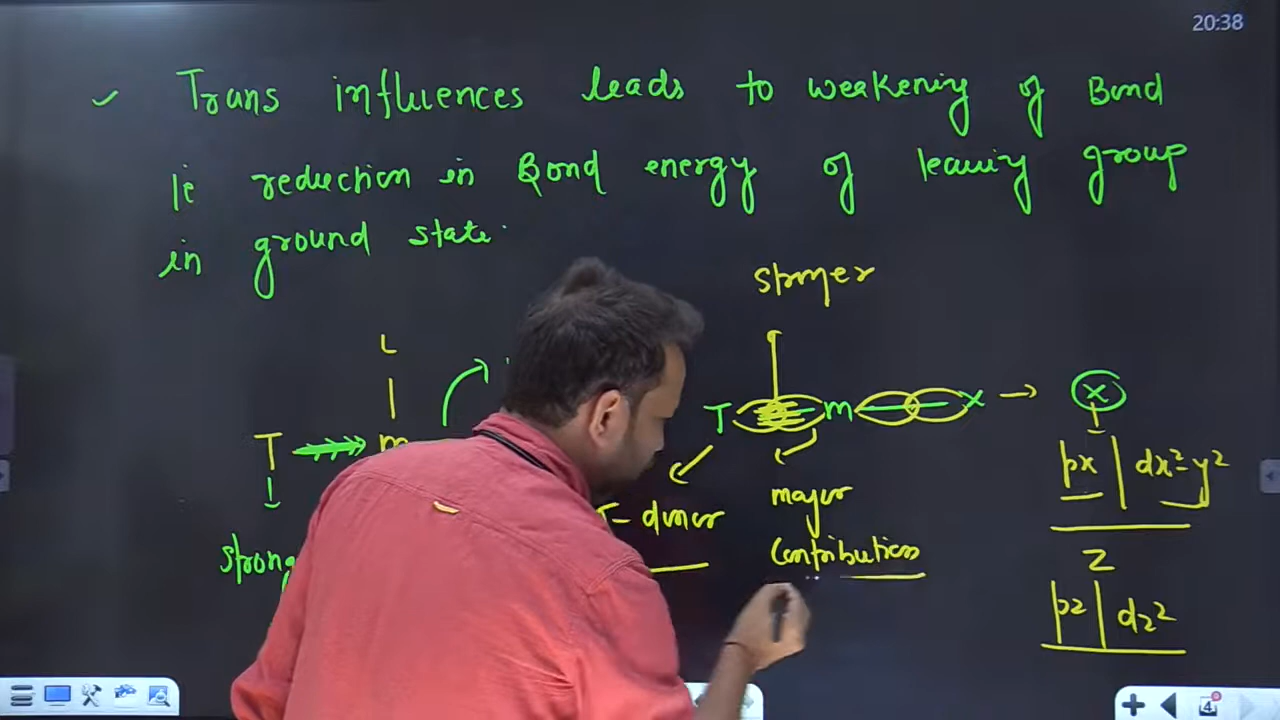 20:38
✓ Trans influences leads to weakening of Bond
ie reduction in Bond energy of leaving group
in ground state.
stronger
L
T m
T m x → x
px | dx²-y²
- donor
major
strong
contribution
z
pz | dz²
4